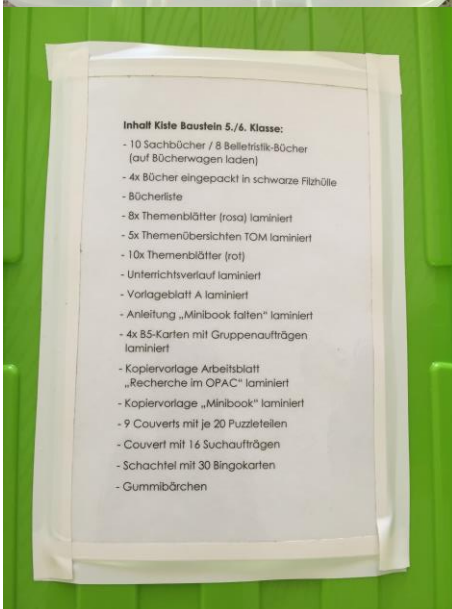 Inhalt Kiste Baustein 5./6. Klasse:
- 10 Sachbücher / 8 Belletristik-Bücher
(auf Bücherwagen laden)
- 4x Bücher eingepackt in schwarze Filzhülle
- Bücherliste
- 8x Themenblätter (rosa) laminiert
- 5x Themenübersichten TOM laminiert
- 10x Themenblätter (rot)
- Unterrichtsverlauf laminiert
- Vorlageblatt A laminiert
- Anleitung „Minibook falten" laminiert
- 4x B5-Karten mit Gruppenaufträgen
laminiert
- Kopiervorlage Arbeitsblatt
„Recherche im OPAC" laminiert
- Kopiervorlage „Minibook" laminiert
- 9 Couverts mit je 20 Puzzleteilen
- Couvert mit 16 Suchaufträgen
- Schachtel mit 30 Bingokarten
- Gummibärchen